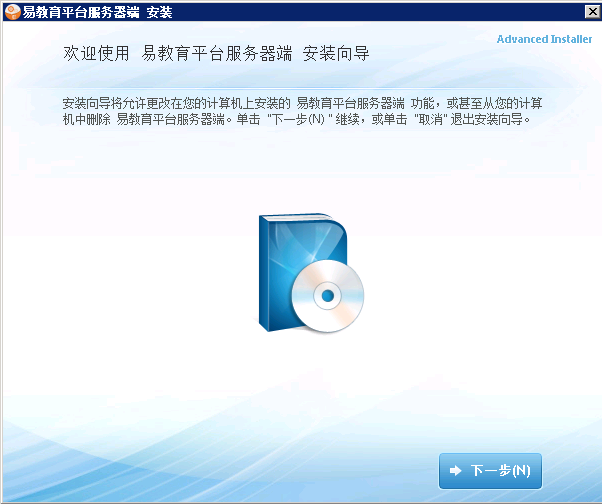 易教育平台服务器端 安装
Advanced Installer
欢迎使用 易教育平台服务器端 安装向导
安装向导将允许更改在您的计算机上安装的 易教育平台服务器端 功能，或甚至从您的计算
机中删除 易教育平台服务器端。单击 "下一步(N) " 继续，或单击 "取消" 退出安装向导。
下一步(N)